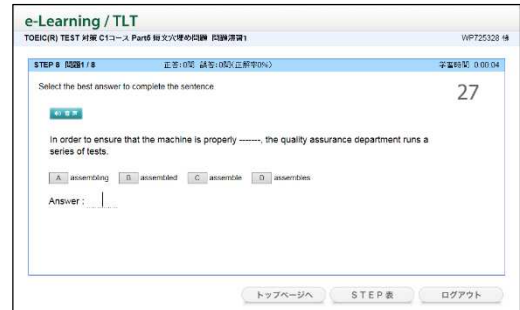 e-Learning / TLT
TOEIC(R) TEST 対策 C1コース Part5 短文穴埋め問題 問題演習1
WP725328 様
STEP 8 問題1 / 8 正答:0問 誤答:0問(正解率0%) 学習時間 0:00:04
Select the best answer to complete the sentence
27
音声
In order to ensure that the machine is properly -------, the quality assurance department runs a
series of tests.
A assembling B assembled C assemble D assembles
Answer :
トップページへ STEP表 ログアウト